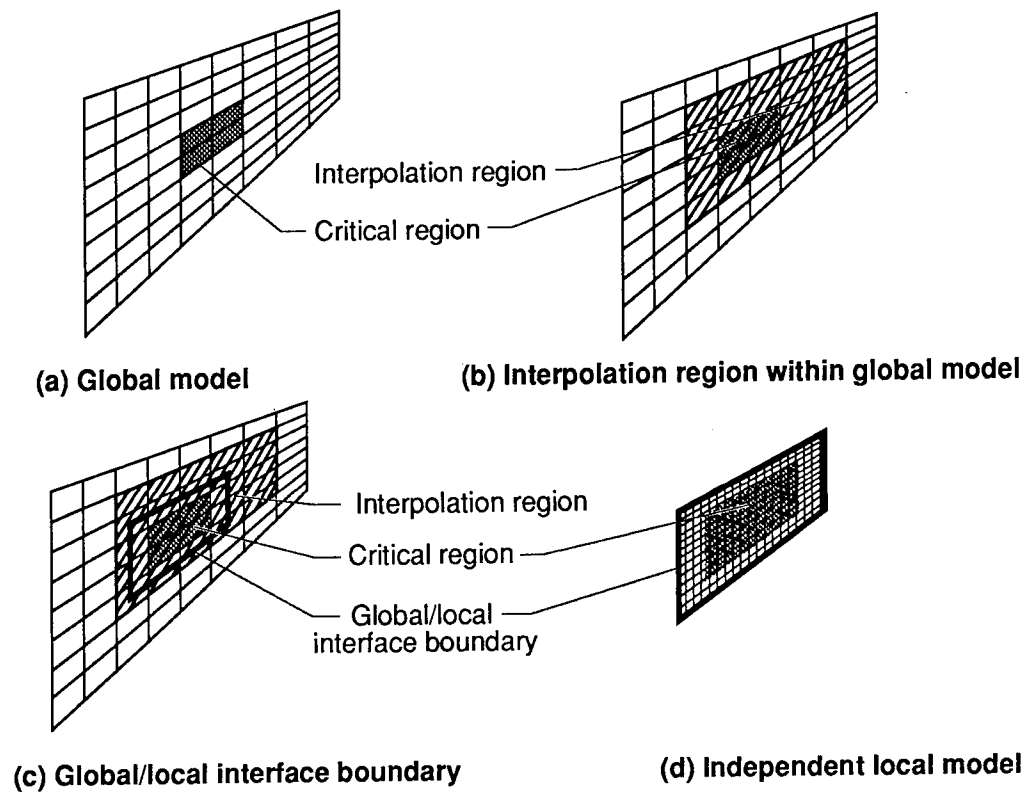 Interpolation region
Critical region
(a) Global model
(b) Interpolation region within global model
Interpolation region
Critical region
Global/local
interface boundary
(c) Global/local interface boundary
(d) Independent local model